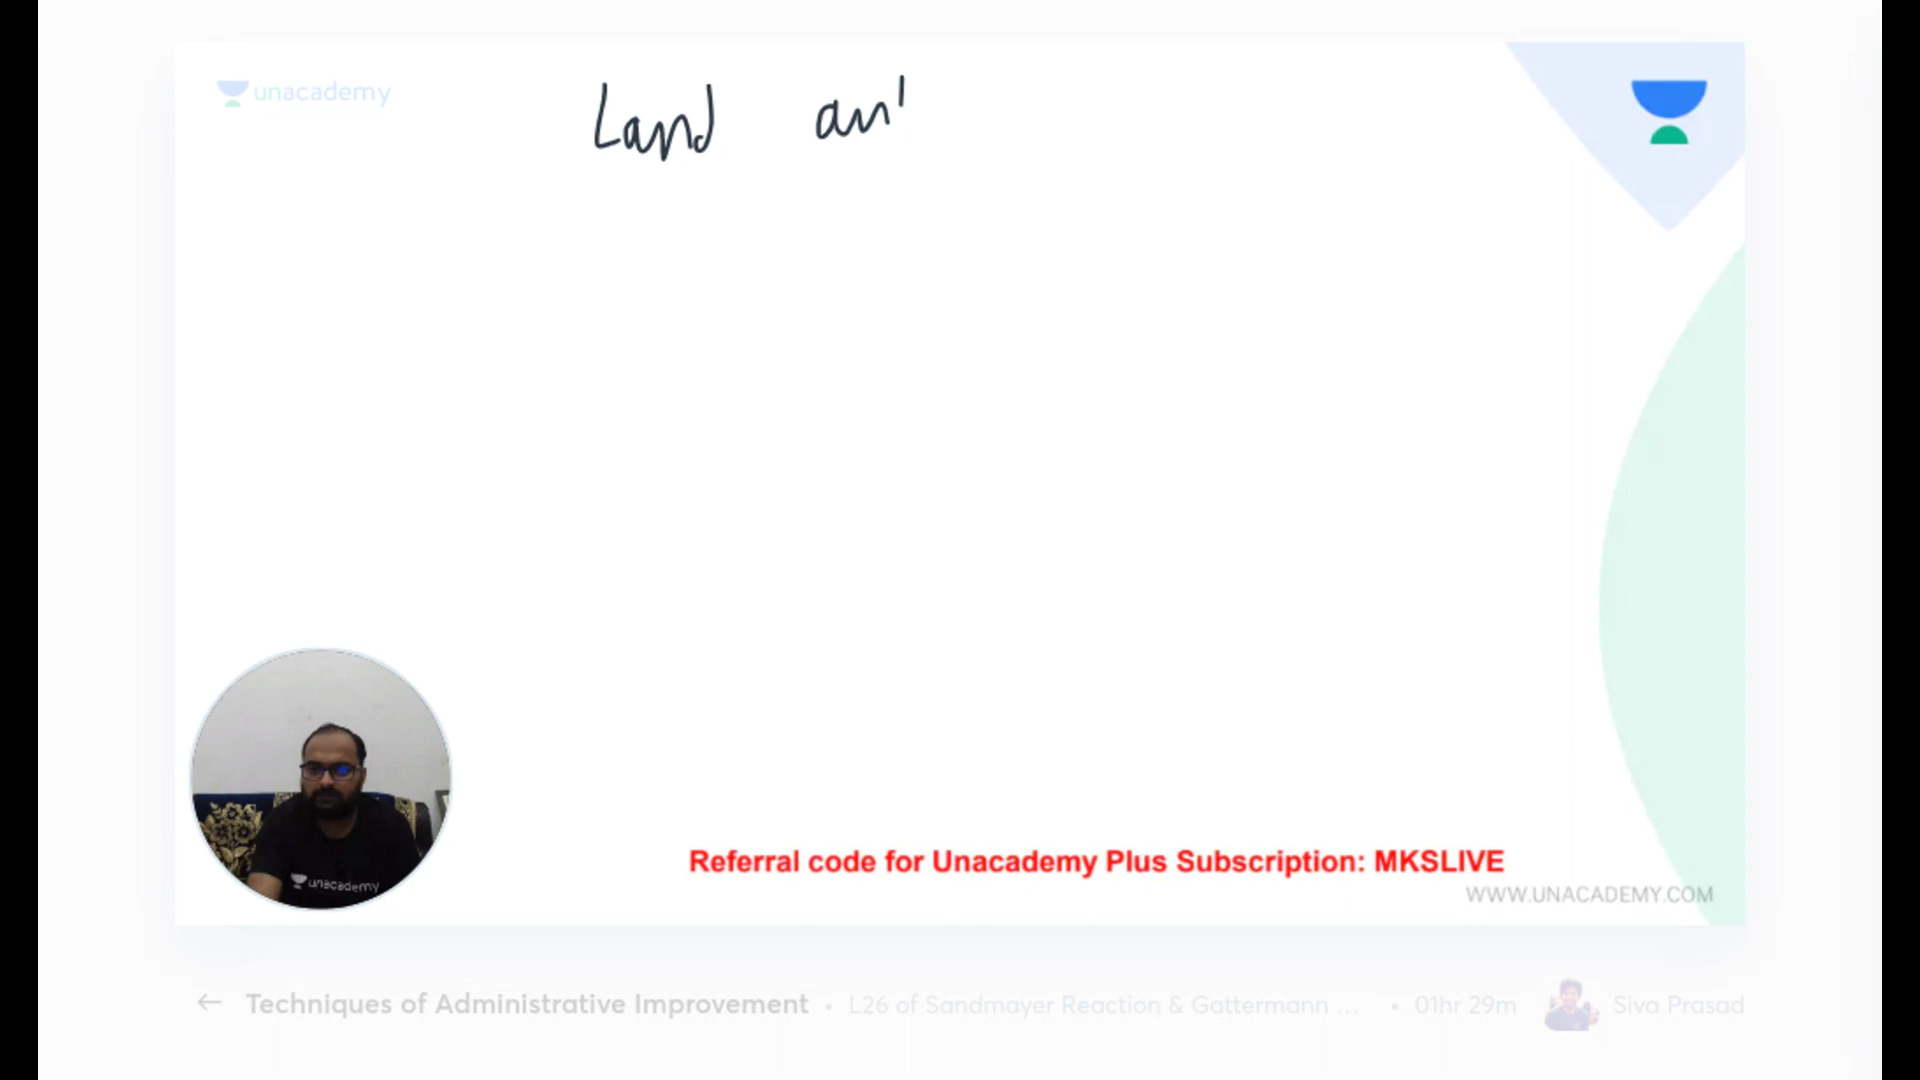 unacademy
Land an
unacademy
Referral code for Unacademy Plus Subscription: MKSLIVE
WWW.UNACADEMY.COM
← Techniques of Administrative Improvement • L26 of Sandmayer Reaction & Gattermann ... • 01hr 29m Siva Prasad